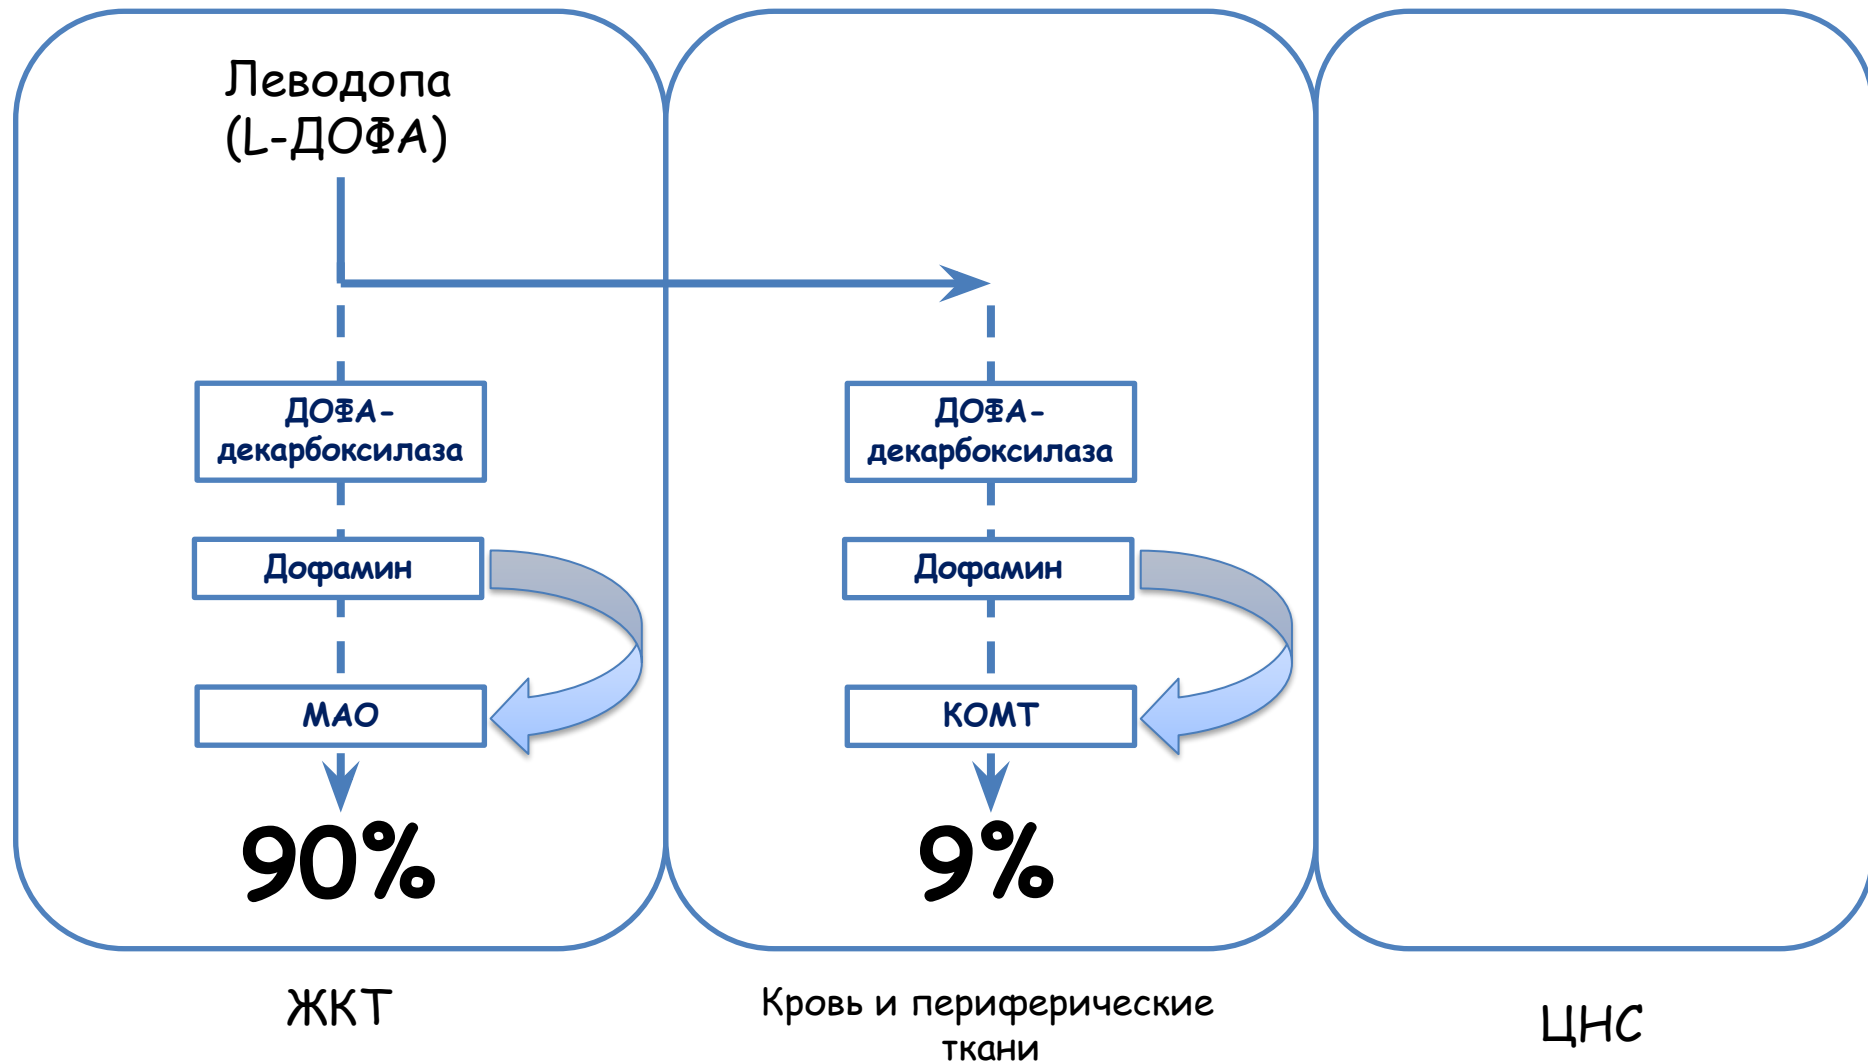 Леводопа
(L-ДОФА)
ДОФА-
декарбоксилаза
Дофамин
МАО
90%
ЖКТ
ДОФА-
декарбоксилаза
Дофамин
КОМТ
9%
Кровь и периферические
ткани
ЦНС